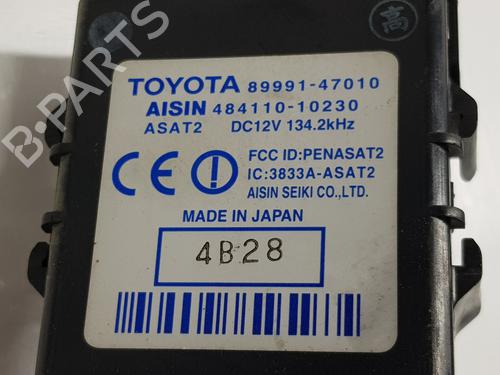 高
TOYOTA 89991-47010
AISIN 484110-10230
ASAT2 DC12V 134.2kHz
CE
FCC ID:PENASAT2
IC:3833A-ASAT2
AISIN SEIKI CO.,LTD.
MADE IN JAPAN
4B28
B-PARTS